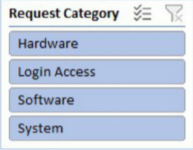 Request Category
Hardware
Login Access
Software
System